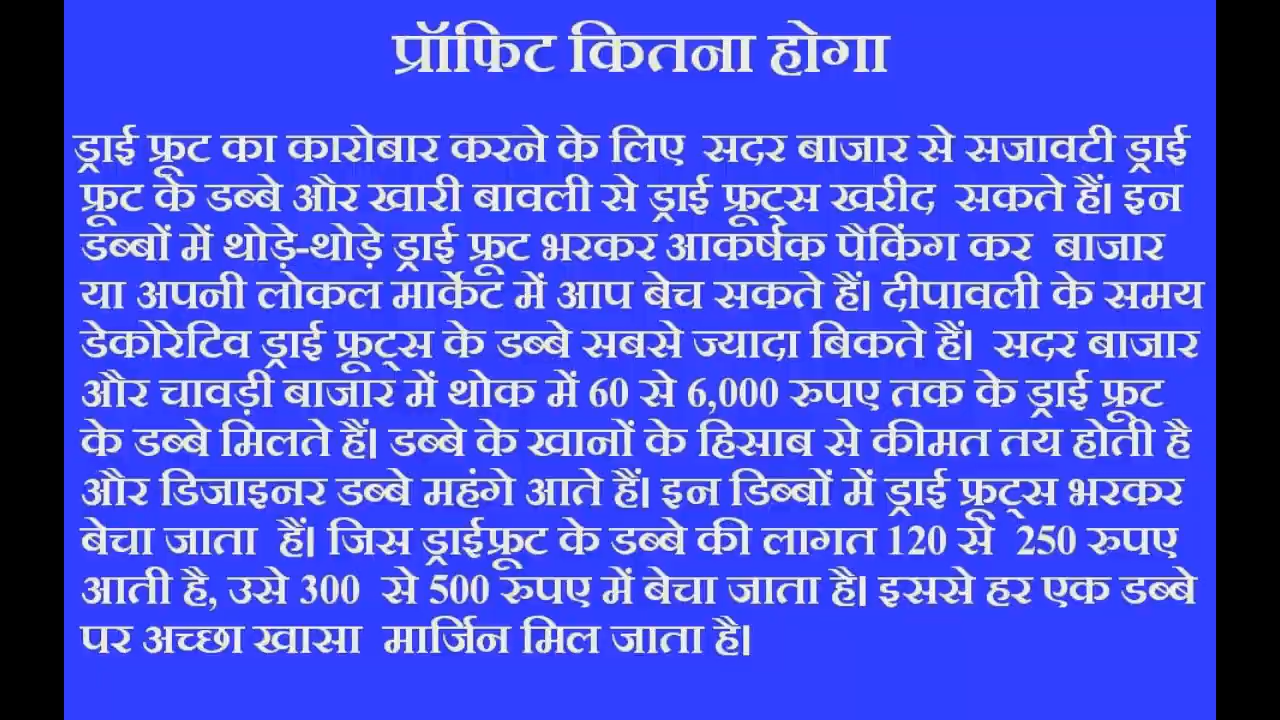 प्रॉफिट कितना होगा
ड्राई फ्रूट का कारोबार करने के लिए सदर बाजार से सजावटी ड्राई
फ्रूट के डब्बे और खारी बावली से ड्राई फ्रूट्स खरीद सकते हैं। इन
डब्बों में थोड़े-थोड़े ड्राई फ्रूट भरकर आकर्षक पैकिंग कर बाजार
या अपनी लोकल मार्केट में आप बेच सकते हैं। दीपावली के समय
डेकोरेटिव ड्राई फ्रूट्स के डब्बे सबसे ज्यादा बिकते हैं। सदर बाजार
और चावड़ी बाजार में थोक में 60 से 6,000 रुपए तक के ड्राई फ्रूट
के डब्बे मिलते हैं। डब्बे के खानों के हिसाब से कीमत तय होती है
और डिजाइनर डब्बे महंगे आते हैं। इन डिब्बों में ड्राई फ्रूट्स भरकर
बेचा जाता हैं। जिस ड्राईफ्रूट के डब्बे की लागत 120 से 250 रुपए
आती है, उसे 300 से 500 रुपए में बेचा जाता है। इससे हर एक डब्बे
पर अच्छा खासा मार्जिन मिल जाता है।